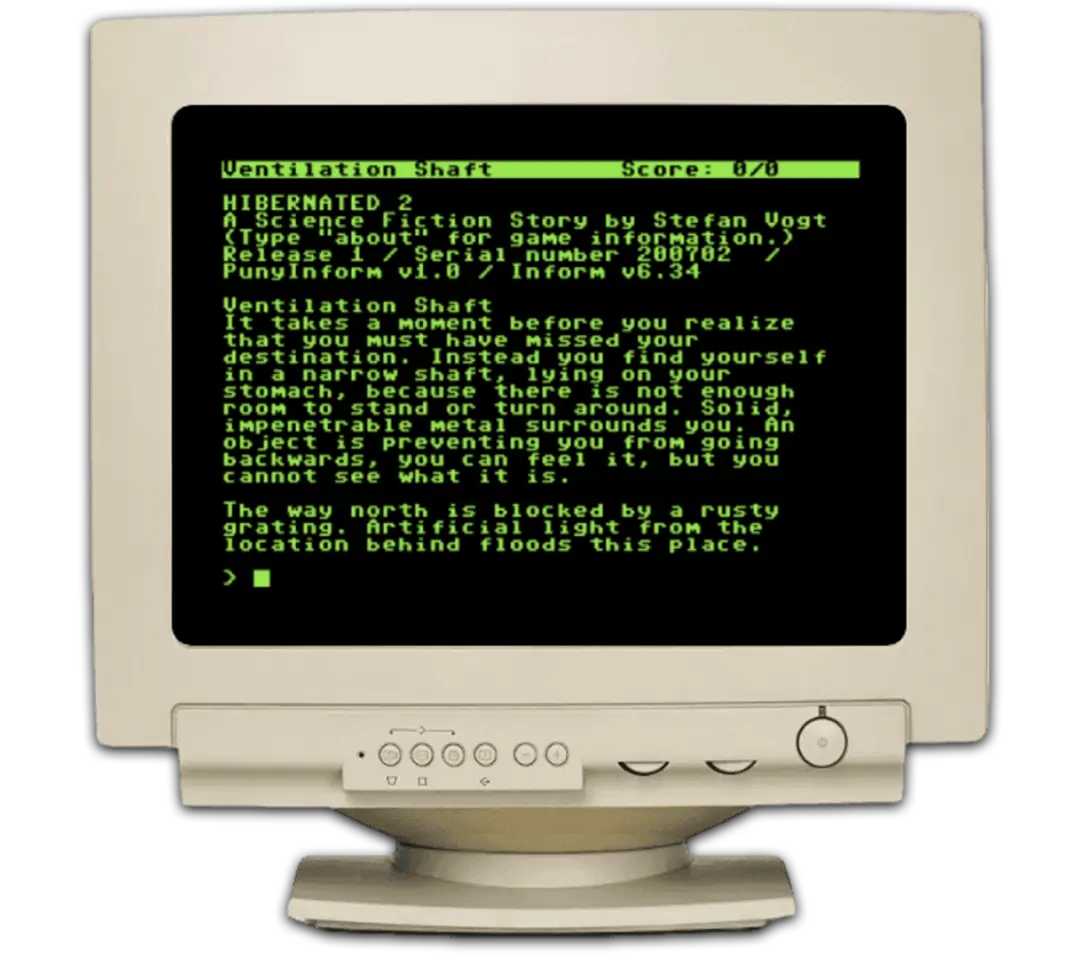 Ventilation Shaft Score: 0/0
HIBERNATED 2
A Science Fiction Story by Stefan Vogt
(Type "about" for game information.)
Release 1 / Serial number 200702 /
PunyInform v1.0 / Inform v6.34
Ventilation Shaft
It takes a moment before you realize
that you must have missed your
destination. Instead you find yourself
in a narrow shaft, lying on your
stomach, because there is not enough
room to stand or turn around. Solid,
impenetrable metal surrounds you. An
object is preventing you from going
backwards, you can feel it, but you
cannot see what it is.
The way north is blocked by a rusty
grating. Artificial light from the
location behind floods this place.
>